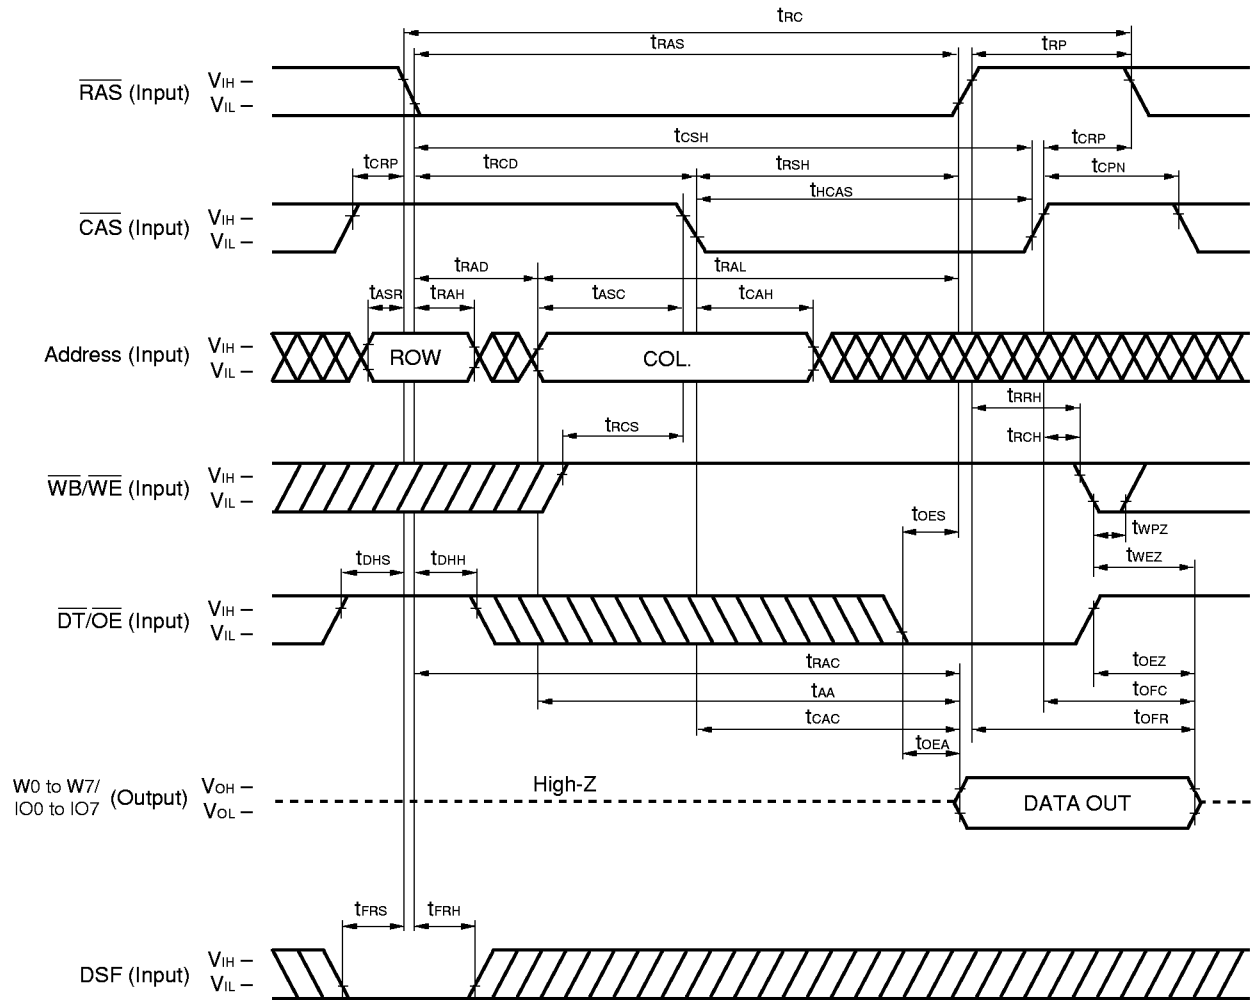 tRC
tRAS
tRP
RAS (Input)
VIH
VIL
tCSH
tCRP
tCRP
tRCD
tRSH
tCPN
tHCAS
CAS (Input)
VIH
VIL
tRAD
tRAL
tASR
tRAH
tASC
tCAH
Address (Input)
VIH
VIL
ROW
COL.
tRRH
tRCS
tRCH
WB/WE (Input)
VIH
VIL
tOES
tWPZ
tDHS
tDHH
tWEZ
DT/OE (Input)
VIH
VIL
tRAC
tOEZ
tAA
tOFC
tCAC
tOFR
tOEA
W0 to W7/
IO0 to IO7
(Output)
VOH
VOL
High-Z
DATA OUT
tFRS
tFRH
DSF (Input)
VIH
VIL